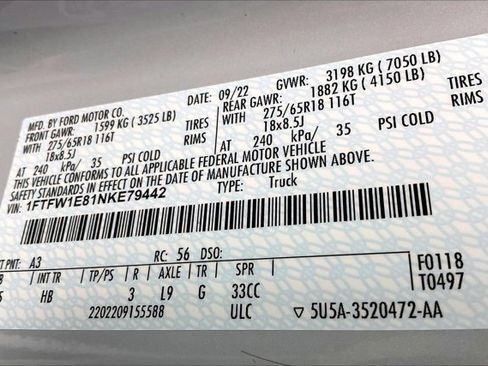 MFD. BY FORD MOTOR CO. DATE: 09/22 GVWR: 3198 KG ( 7050 LB)
FRONT GAWR: 1599 KG ( 3525 LB) REAR GAWR: 1882 KG ( 4150 LB)
WITH 275/65R18 116T TIRES WITH 275/65R18 116T TIRES
18x8.5J RIMS 18x8.5J RIMS
AT 240 kPa/ 35 PSI COLD AT 240 kPa/ 35 PSI COLD
THIS VEHICLE CONFORMS TO ALL APPLICABLE FEDERAL MOTOR VEHICLE
SAFETY STANDARDS IN EFFECT ON THE DATE OF MANUFACTURE SHOWN ABOVE.
VIN: 1FTFW1E81NKE79442 TYPE: Truck
T PNT: A3 RC: 56 DSO: F0118
INT TR TP/PS R AXLE TR SPR T0497
HB 3 L9 G 33CC
2202209155588 ULC ▽ 5U5A-3520472-AA